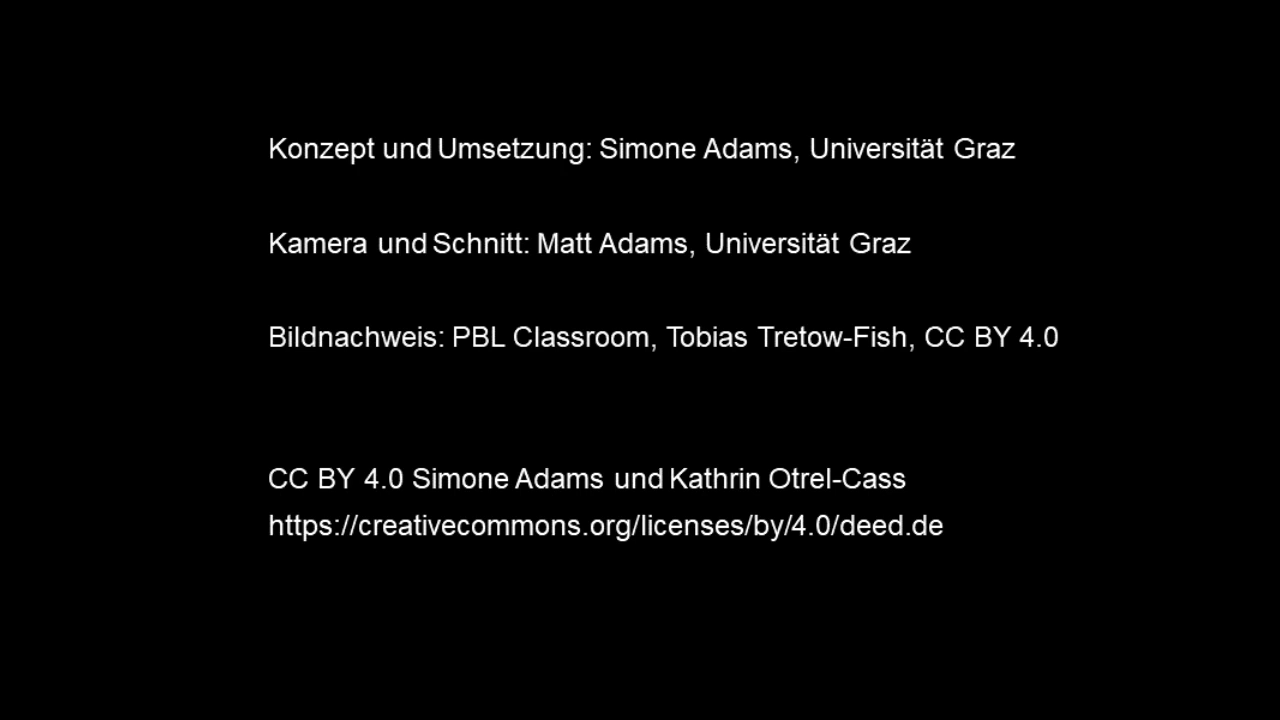 Konzept und Umsetzung: Simone Adams, Universität Graz
Kamera und Schnitt: Matt Adams, Universität Graz
Bildnachweis: PBL Classroom, Tobias Tretow-Fish, CC BY 4.0
CC BY 4.0 Simone Adams und Kathrin Otrel-Cass
https://creativecommons.org/licenses/by/4.0/deed.de